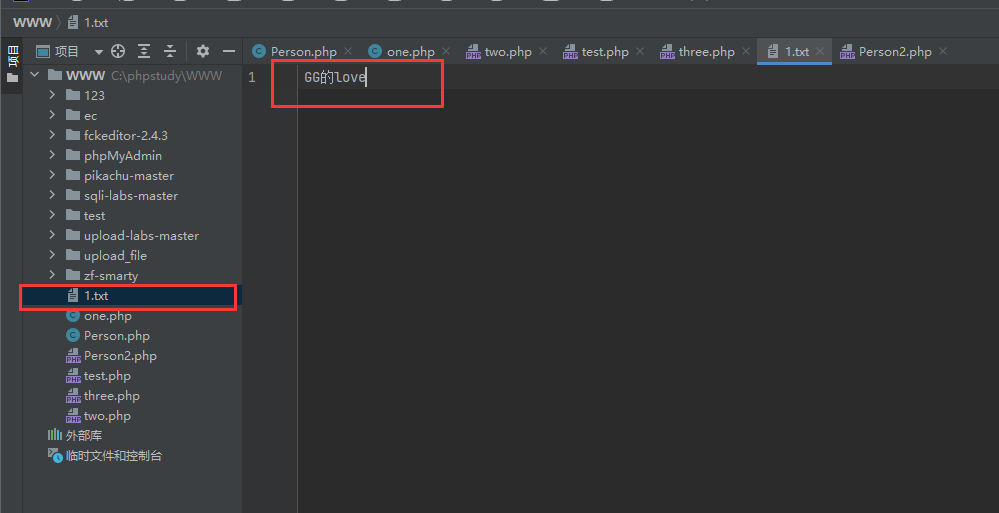 WWW 1.txt
项目
项目
Person.php one.php two.php test.php three.php 1.txt Person2.php
WWW C:\phpstudy\WWW
123
ec
fckeditor-2.4.3
phpMyAdmin
pikachu-master
sqli-labs-master
test
upload-labs-master
upload_file
zf-smarty
1.txt
one.php
Person.php
Person2.php
test.php
three.php
two.php
外部库
临时文件和控制台
1 GG的love